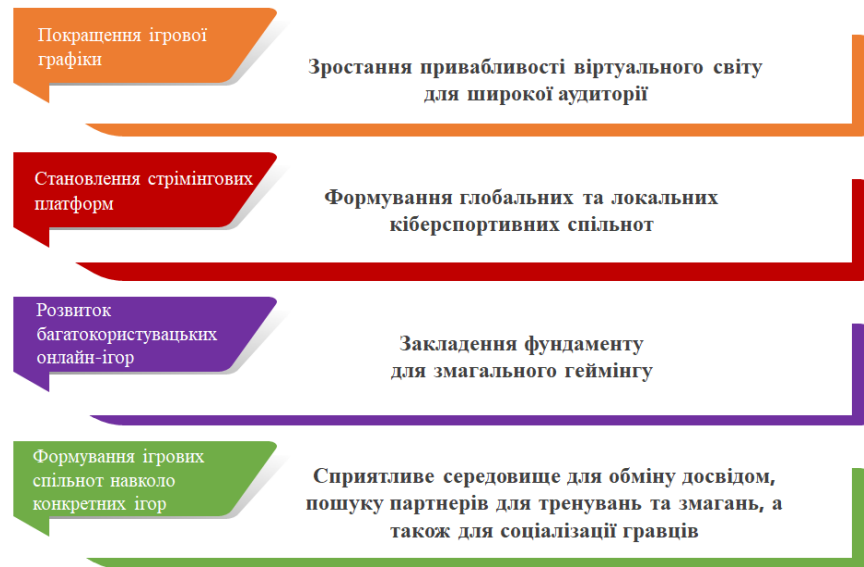 Покращення ігрової
графіки
Зростання привабливості віртуального світу
для широкої аудиторії
Становлення стрімінгових
платформ
Формування глобальних та локальних
кіберспортивних спільнот
Розвиток
багатокористувацьких
онлайн-ігор
Закладення фундаменту
для змагального геймінгу
Формування ігрових
спільнот навколо
конкретних ігор
Сприятливе середовище для обміну досвідом,
пошуку партнерів для тренувань та змагань, а
також для соціалізації гравців